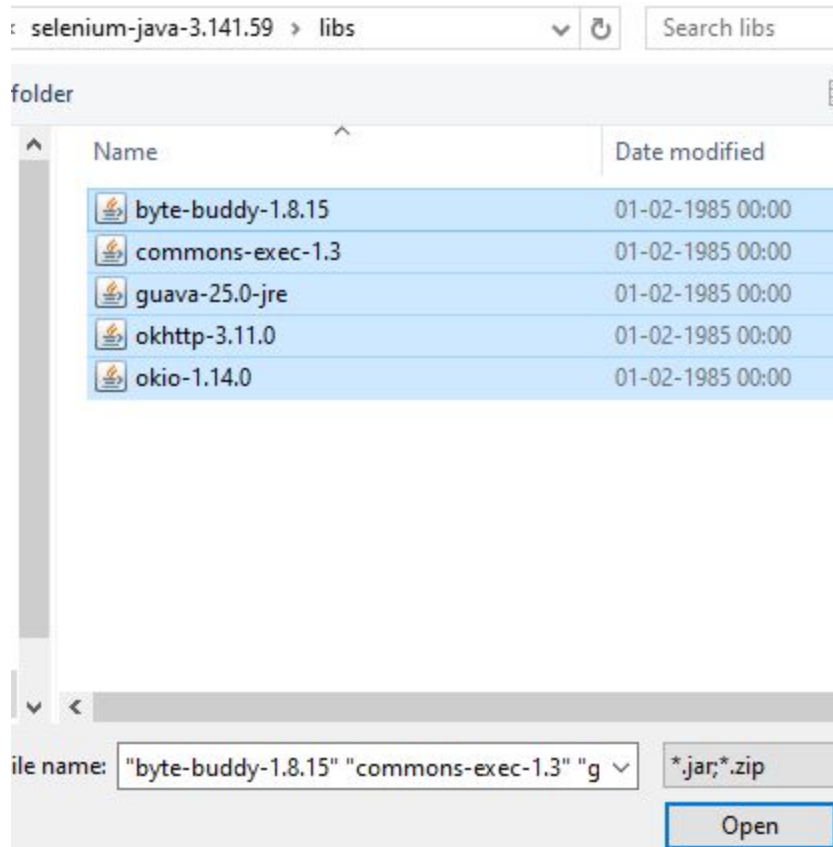 selenium-java-3.141.59 > libs Search libs
folder
Name Date modified
byte-buddy-1.8.15 01-02-1985 00:00
commons-exec-1.3 01-02-1985 00:00
guava-25.0-jre 01-02-1985 00:00
okhttp-3.11.0 01-02-1985 00:00
okio-1.14.0 01-02-1985 00:00
ile name: "byte-buddy-1.8.15" "commons-exec-1.3" "g *.jar;*.zip
Open